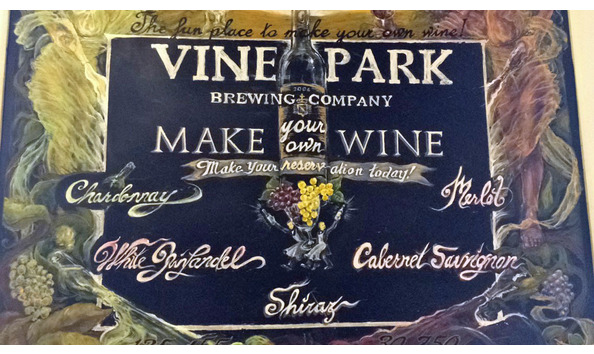 The fun place to make your own wine!
VINE PARK
BREWING COMPANY
2004
MAKE your own WINE
Make Your reservation today!
Chardonnay
Merlot
White Zinfandel
Cabernet Sauvignon
Shiraz